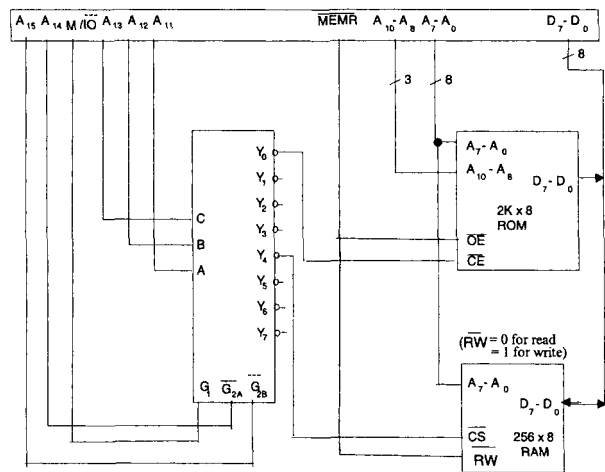 A15 A14 M/IO A13 A12 A11 MEMR A10-A8 A7-A0 D7-D0
8
3 8
Y0
Y1
Y2
Y3
Y4
Y5
Y6
Y7
C
B
A
G1 G2A G2B
A7-A0
A10-A8
D7-D0
2K x 8
ROM
OE
CE
(RW = 0 for read
= 1 for write)
A7-A0
D7-D0
CS
256 x 8
RAM
RW